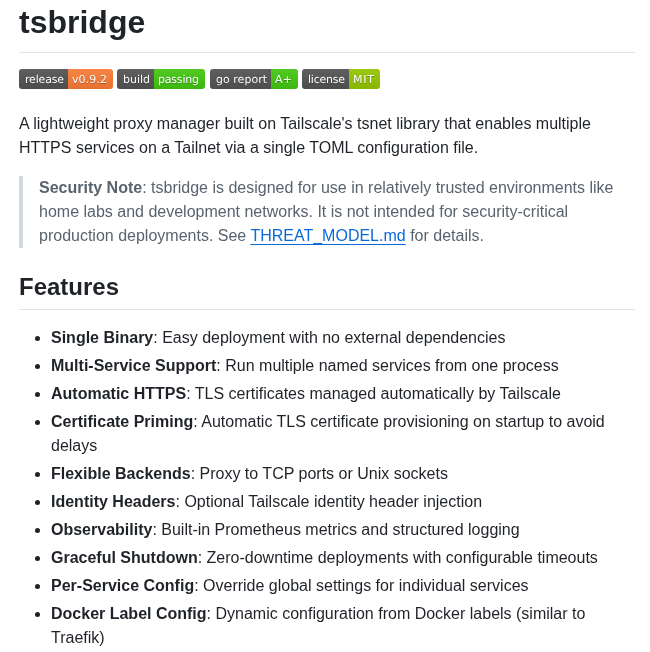 tsbridge
release v0.9.2 build passing go report A+ license MIT
A lightweight proxy manager built on Tailscale's tsnet library that enables multiple
HTTPS services on a Tailnet via a single TOML configuration file.
Security Note: tsbridge is designed for use in relatively trusted environments like
home labs and development networks. It is not intended for security-critical
production deployments. See THREAT_MODEL.md for details.
Features
• Single Binary: Easy deployment with no external dependencies
• Multi-Service Support: Run multiple named services from one process
• Automatic HTTPS: TLS certificates managed automatically by Tailscale
• Certificate Priming: Automatic TLS certificate provisioning on startup to avoid
delays
• Flexible Backends: Proxy to TCP ports or Unix sockets
• Identity Headers: Optional Tailscale identity header injection
• Observability: Built-in Prometheus metrics and structured logging
• Graceful Shutdown: Zero-downtime deployments with configurable timeouts
• Per-Service Config: Override global settings for individual services
• Docker Label Config: Dynamic configuration from Docker labels (similar to
Traefik)